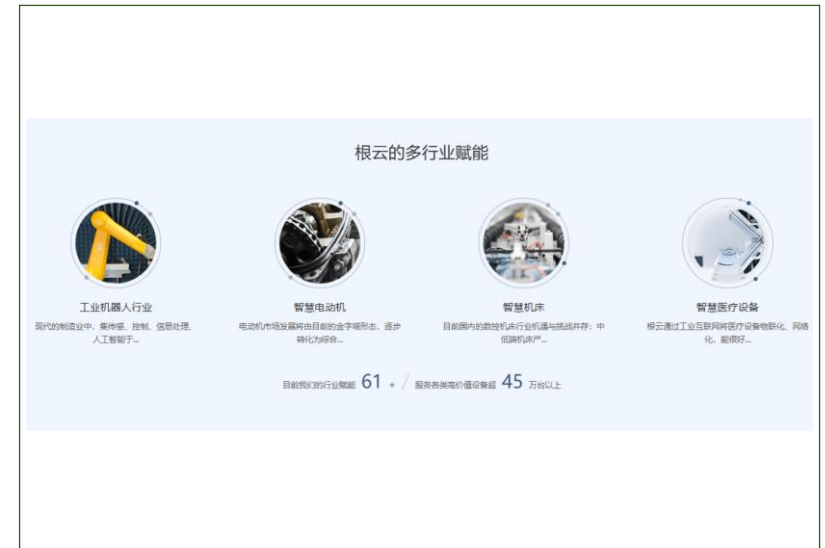 根云的多行业赋能
工业机器人行业
现代的制造业中，集传感、控制、信息处理、
人工智能于...
智慧电动机
电动机市场发展将由目前的金字塔形态，逐步
转化为综合...
智慧机床
目前国内的数控机床行业机遇与挑战并存：中
低端机床产...
智慧医疗设备
根云通过工业互联网将医疗设备物联化、网络
化，能很好...
目前我们的行业赋能 61 + / 服务各类高价值设备超 45 万台以上